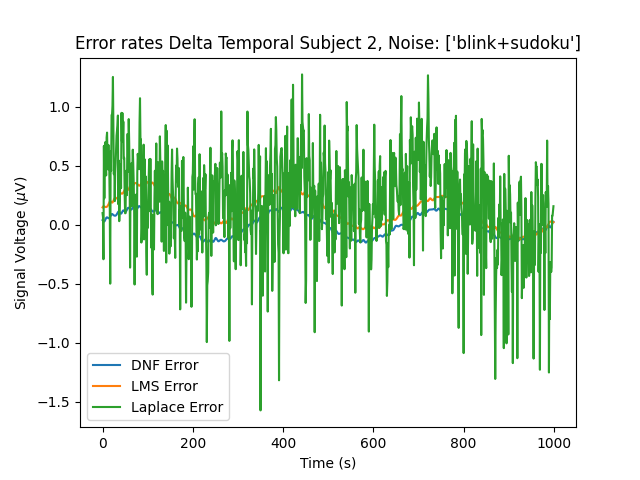 Error rates Delta Temporal Subject 2, Noise: ['blink+sudoku']
Signal Voltage (μV)
1.0
0.5
0.0
−0.5
−1.0
−1.5
DNF Error
LMS Error
Laplace Error
0 200 400 600 800 1000
Time (s)